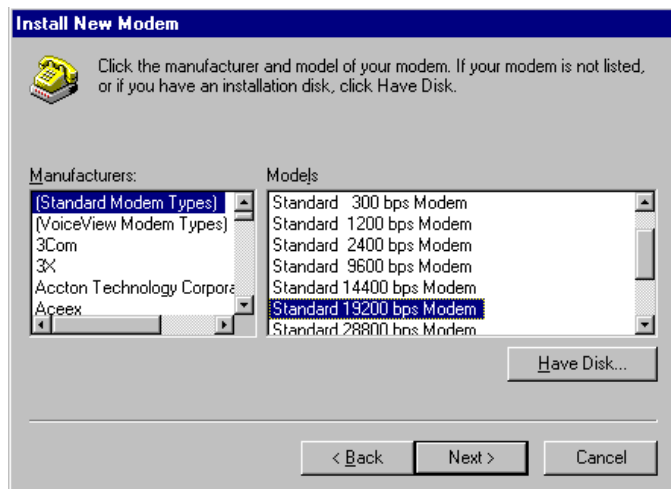 Install New Modem
Click the manufacturer and model of your modem. If your modem is not listed,
or if you have an installation disk, click Have Disk.
Manufacturers:
(Standard Modem Types)
(VoiceView Modem Types)
3Com
3X
Accton Technology Corpora
Aceex
Models
Standard 300 bps Modem
Standard 1200 bps Modem
Standard 2400 bps Modem
Standard 9600 bps Modem
Standard 14400 bps Modem
Standard 19200 bps Modem
Standard 28800 bps Modem
Have Disk...
< Back
Next >
Cancel